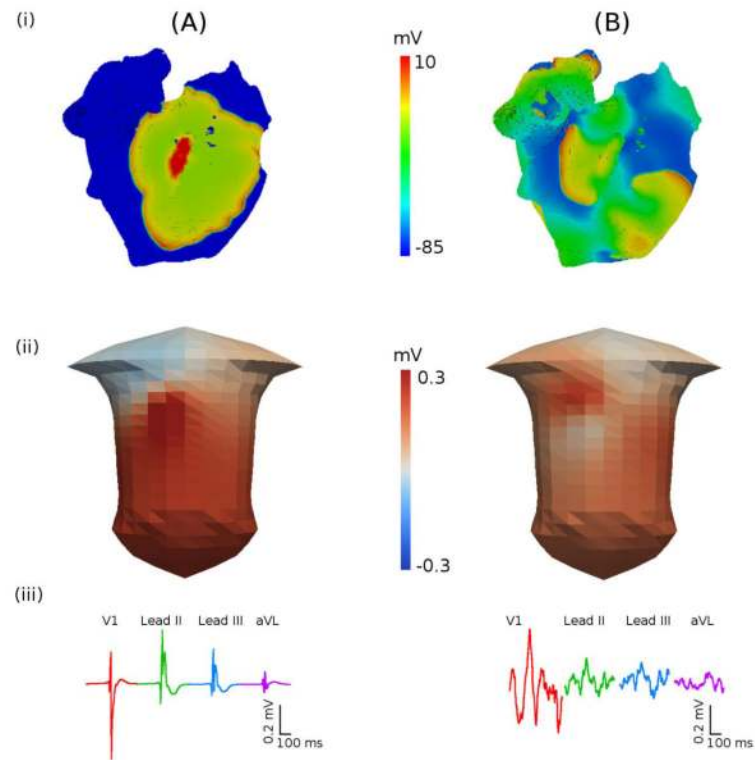 (i)
(A)
(B)
mV
10
-85
(ii)
mV
0.3
-0.3
(iii)
V1 Lead II Lead III aVL
0.2 mV
100 ms
V1 Lead II Lead III aVL
0.2 mV
100 ms